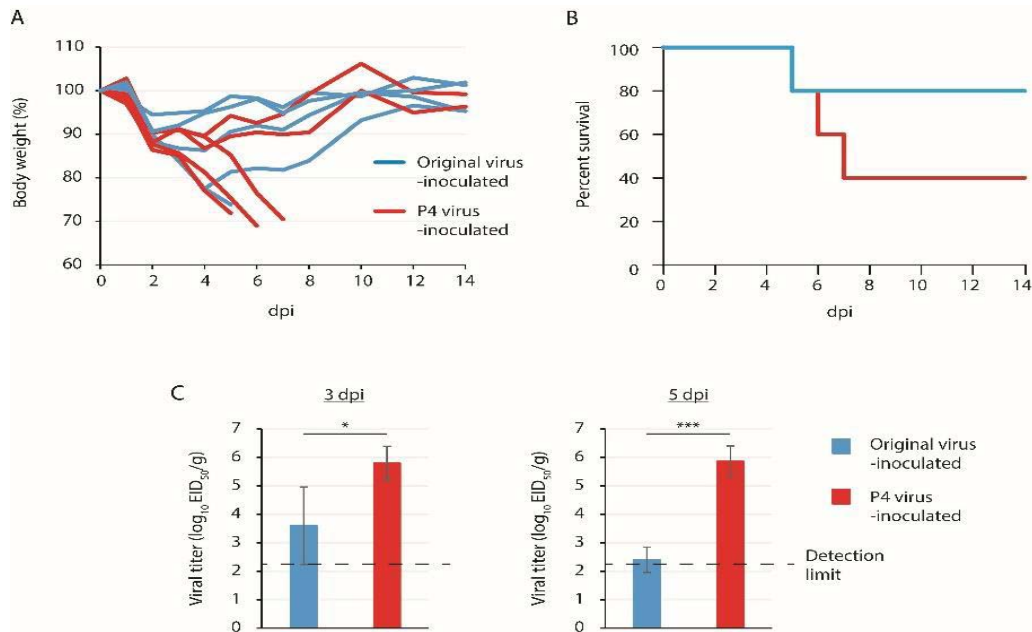 A
110
100
90
80
70
60
Body weight (%)
0 2 4 6 8 10 12 14
dpi
Original virus
-inoculated
P4 virus
-inoculated
B
100
80
60
40
20
0
Percent survival
0 2 4 6 8 10 12 14
dpi
C
3 dpi
*
7
6
5
4
3
2
1
0
Viral titer (log10 EID50/g)
5 dpi
***
7
6
5
4
3
2
1
0
Viral titer (log10 EID50/g)
Original virus
-inoculated
P4 virus
-inoculated
Detection
limit